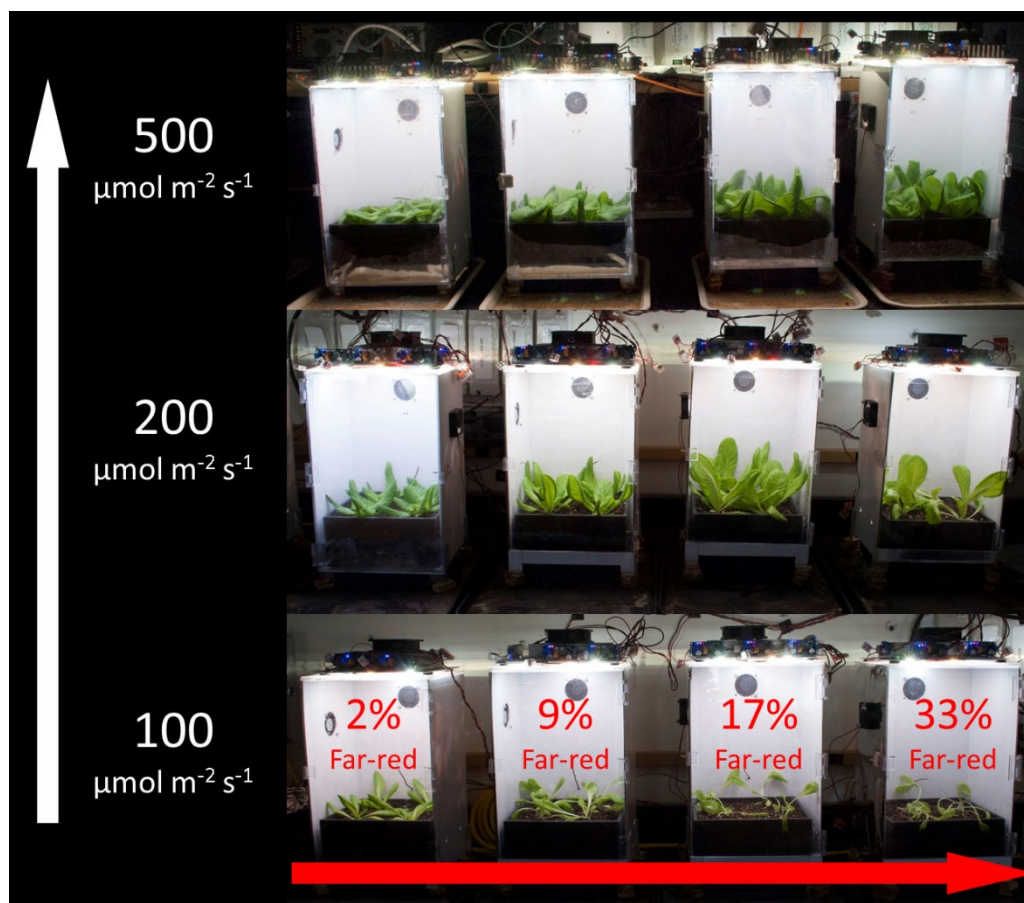 500
µmol m⁻² s⁻¹
200
µmol m⁻² s⁻¹
100
µmol m⁻² s⁻¹
2% 9% 17% 33%
Far-red Far-red Far-red Far-red